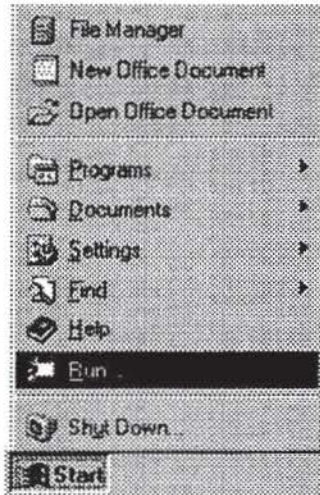 File Manager
New Office Document
Open Office Document
Programs
Documents
Settings
Find
Help
Run...
Shut Down...
Start